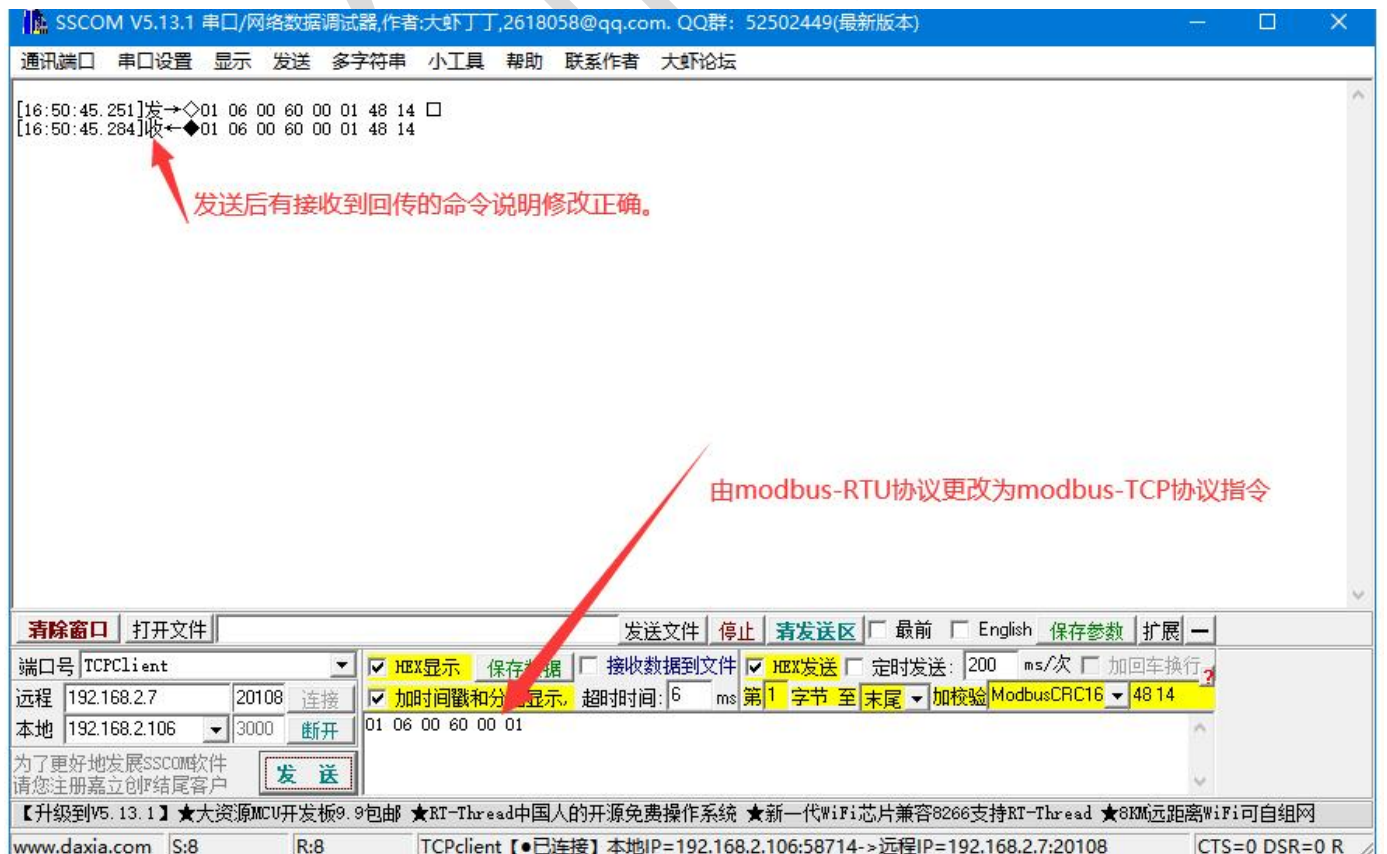 SSCOM V5.13.1 串口/网络数据调试器,作者:大虾丁丁,2618058@qq.com. QQ群: 52502449(最新版本)
通讯端口 串口设置 显示 发送 多字符串 小工具 帮助 联系作者 大虾论坛
[16:50:45.251]发→◇01 06 00 60 00 01 48 14 □
[16:50:45.284]收←◆01 06 00 60 00 01 48 14
发送后有接收到回传的命令说明修改正确。
由modbus-RTU协议更改为modbus-TCP协议指令
清除窗口 打开文件 发送文件 停止 清发送区 最前 English 保存参数 扩展 —
端口号 TCPClient HEX显示 保存数据 接收数据到文件 HEX发送 定时发送: 200 ms/次 加回车换行 ?
远程 192.168.2.7 20108 连接 加时间戳和分包显示, 超时时间: 6 ms 第1 字节 至 末尾 加校验 ModbusCRC16 48 14
本地 192.168.2.106 3000 断开 01 06 00 60 00 01
为了更好地发展SSCOM软件
请您注册嘉立创F结尾客户 发 送
【升级到V5.13.1】★大资源MCU开发板9.9包邮 ★RT-Thread中国人的开源免费操作系统 ★新一代WiFi芯片兼容8266支持RT-Thread ★8KM远距离WiFi可自组网
www.daxia.com S:8 R:8 TCPclient【●已连接】本地IP=192.168.2.106:58714->远程IP=192.168.2.7:20108 CTS=0 DSR=0 R